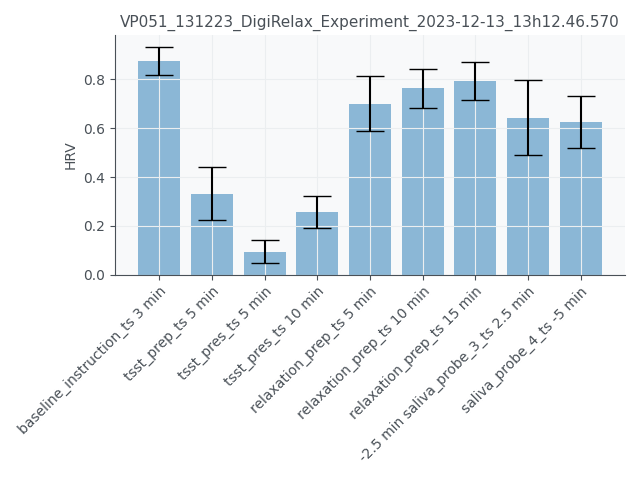 VP051_131223_DigiRelax_Experiment_2023-12-13_13h12.46.570
HRV
0.8
0.6
0.4
0.2
0.0
baseline_instruction_ts 3 min
tsst_prep_ts 5 min
tsst_pres_ts 5 min
tsst_pres_ts 10 min
relaxation_prep_ts 5 min
relaxation_prep_ts 10 min
relaxation_prep_ts 15 min
-2.5 min saliva_probe_3_ts 2.5 min
saliva_probe_4_ts -5 min